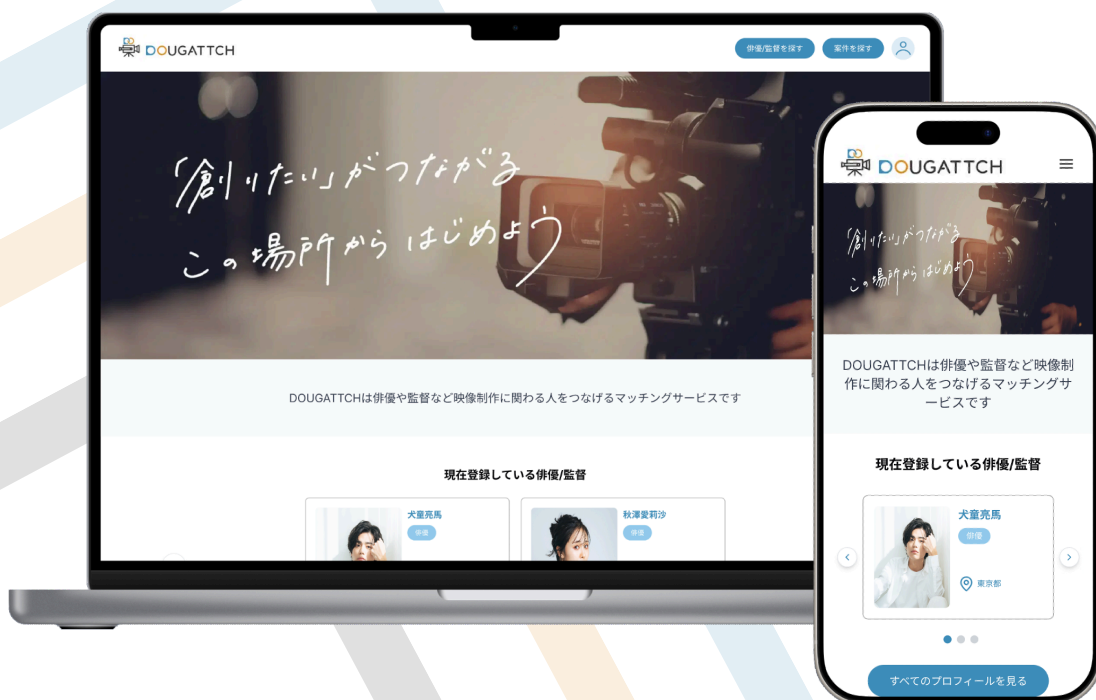 DOUGATTCH
俳優/監督を探す
案件を探す
「創りたい」がつながる
この場所からはじめよう
DOUGATTCHは俳優や監督など映像制作に関わる人をつなげるマッチングサービスです
現在登録している俳優/監督
犬童亮馬
俳優
秋澤愛莉沙
俳優
DOUGATTCH
「創りたい」がつながる
この場所からはじめよう
DOUGATTCHは俳優や監督など映像制
作に関わる人をつなげるマッチングサ
ービスです
現在登録している俳優/監督
犬童亮馬
俳優
東京都
すべてのプロフィールを見る